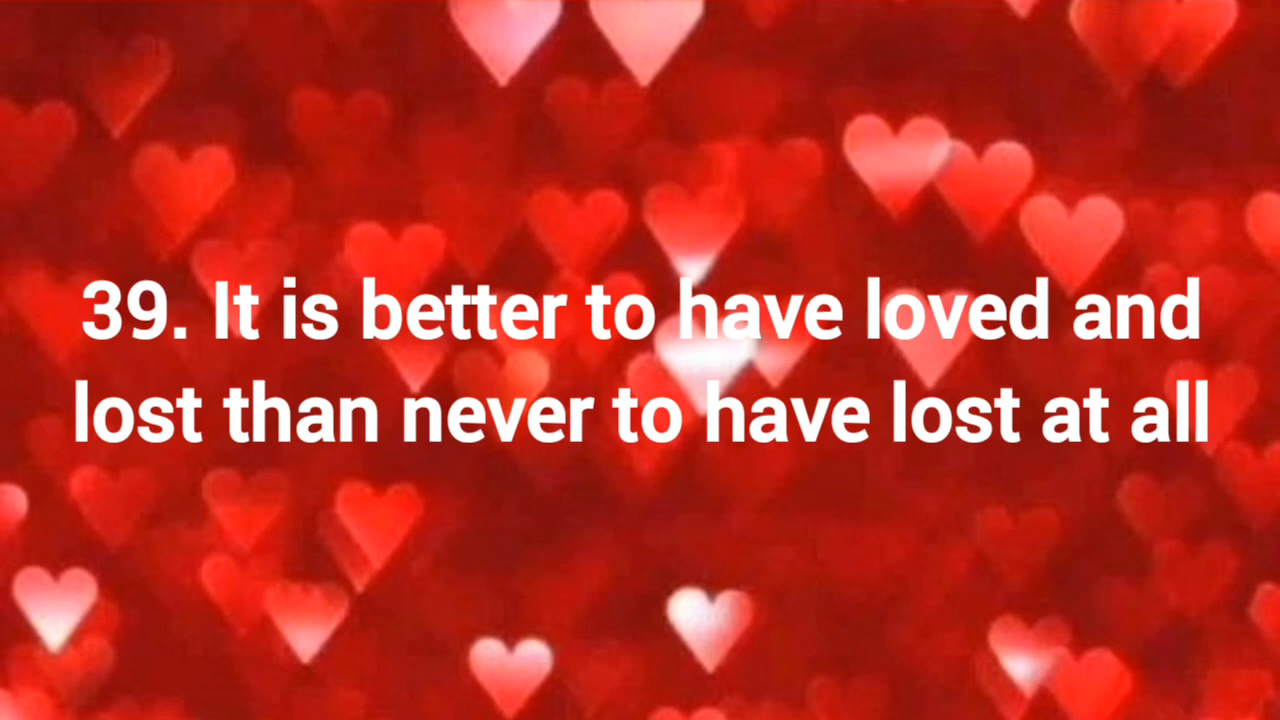 39. It is better to have loved and
lost than never to have lost at all